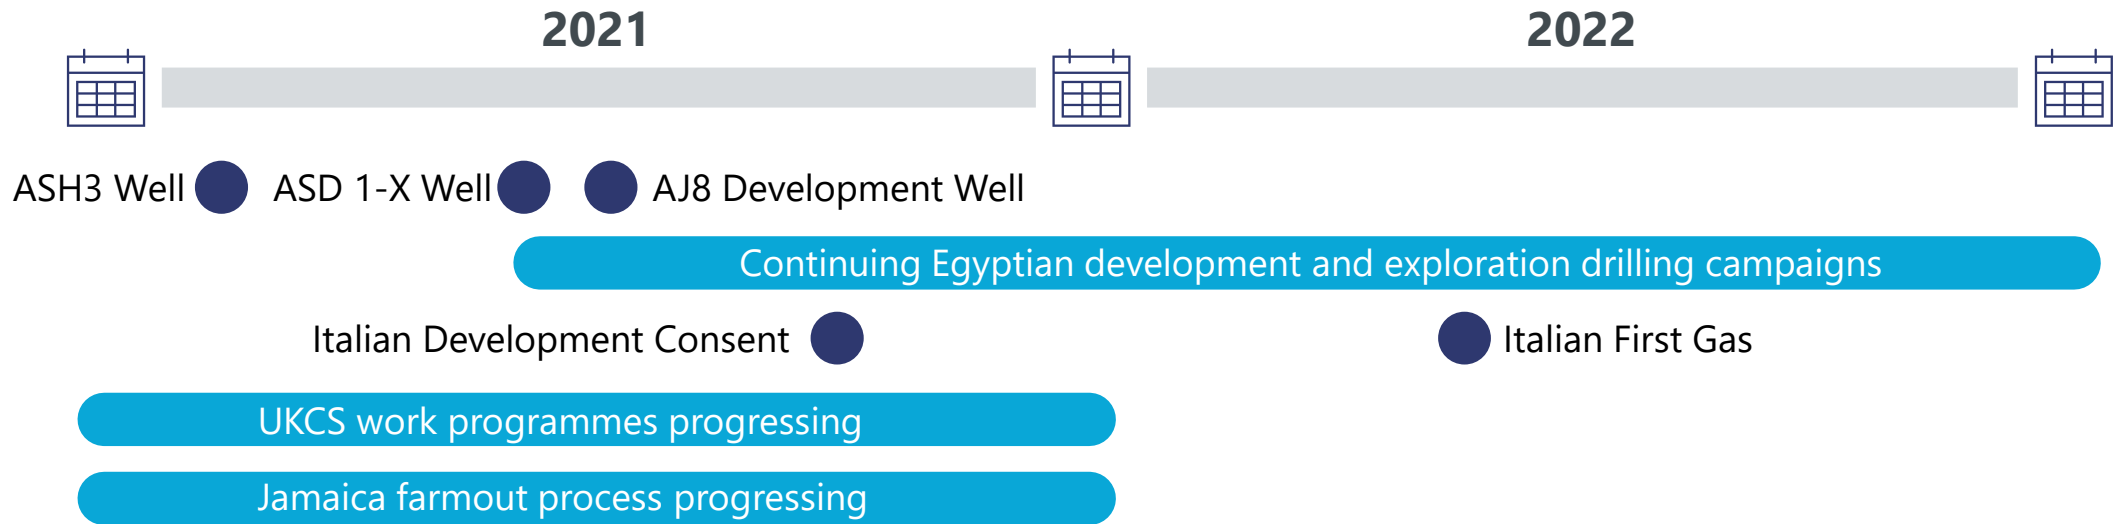 2021
2022
ASH3 Well
ASD 1-X Well
AJ8 Development Well
Continuing Egyptian development and exploration drilling campaigns
Italian Development Consent
Italian First Gas
UKCS work programmes progressing
Jamaica farmout process progressing